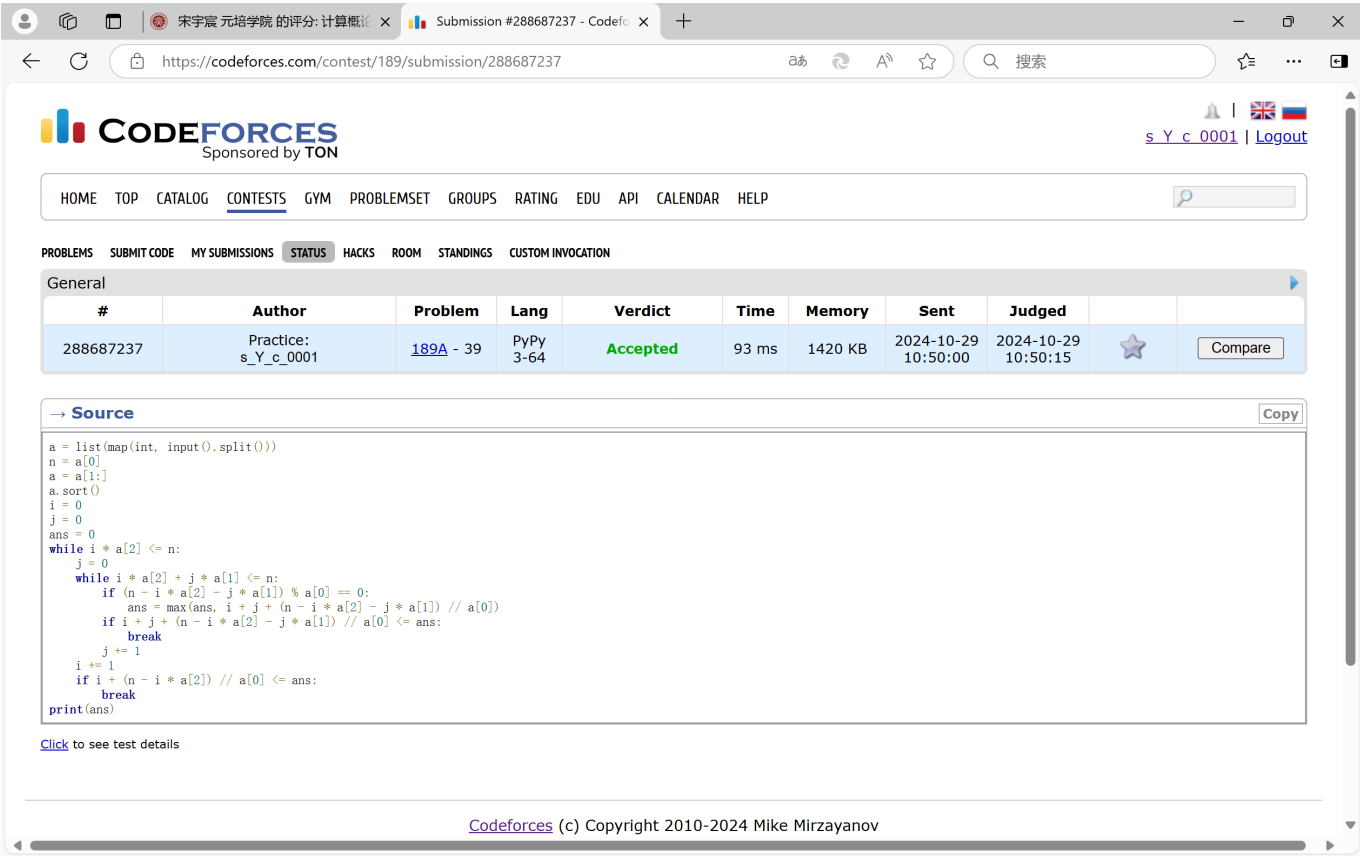 宋宇宸 元培学院 的评分: 计算概论
Submission #288687237 - Codefo
https://codeforces.com/contest/189/submission/288687237
搜索
CODEFORCES
Sponsored by TON
s_Y_c_0001 | Logout
HOME TOP CATALOG CONTESTS GYM PROBLEMSET GROUPS RATING EDU API CALENDAR HELP
PROBLEMS SUBMIT CODE MY SUBMISSIONS STATUS HACKS ROOM STANDINGS CUSTOM INVOCATION
General
# Author Problem Lang Verdict Time Memory Sent Judged
288687237 Practice: s_Y_c_0001 189A - 39 PyPy 3-64 Accepted 93 ms 1420 KB 2024-10-29 10:50:00 2024-10-29 10:50:15 Compare
→ Source Copy
a = list(map(int, input().split()))
n = a[0]
a = a[1:]
a.sort()
i = 0
j = 0
ans = 0
while i * a[2] <= n:
    j = 0
    while i * a[2] + j * a[1] <= n:
        if (n - i * a[2] - j * a[1]) % a[0] == 0:
            ans = max(ans, i + j + (n - i * a[2] - j * a[1]) // a[0])
        if i + j + (n - i * a[2] - j * a[1]) // a[0] <= ans:
            break
        j += 1
    i += 1
    if i + (n - i * a[2]) // a[0] <= ans:
        break
print(ans)
Click to see test details
Codeforces (c) Copyright 2010-2024 Mike Mirzayanov